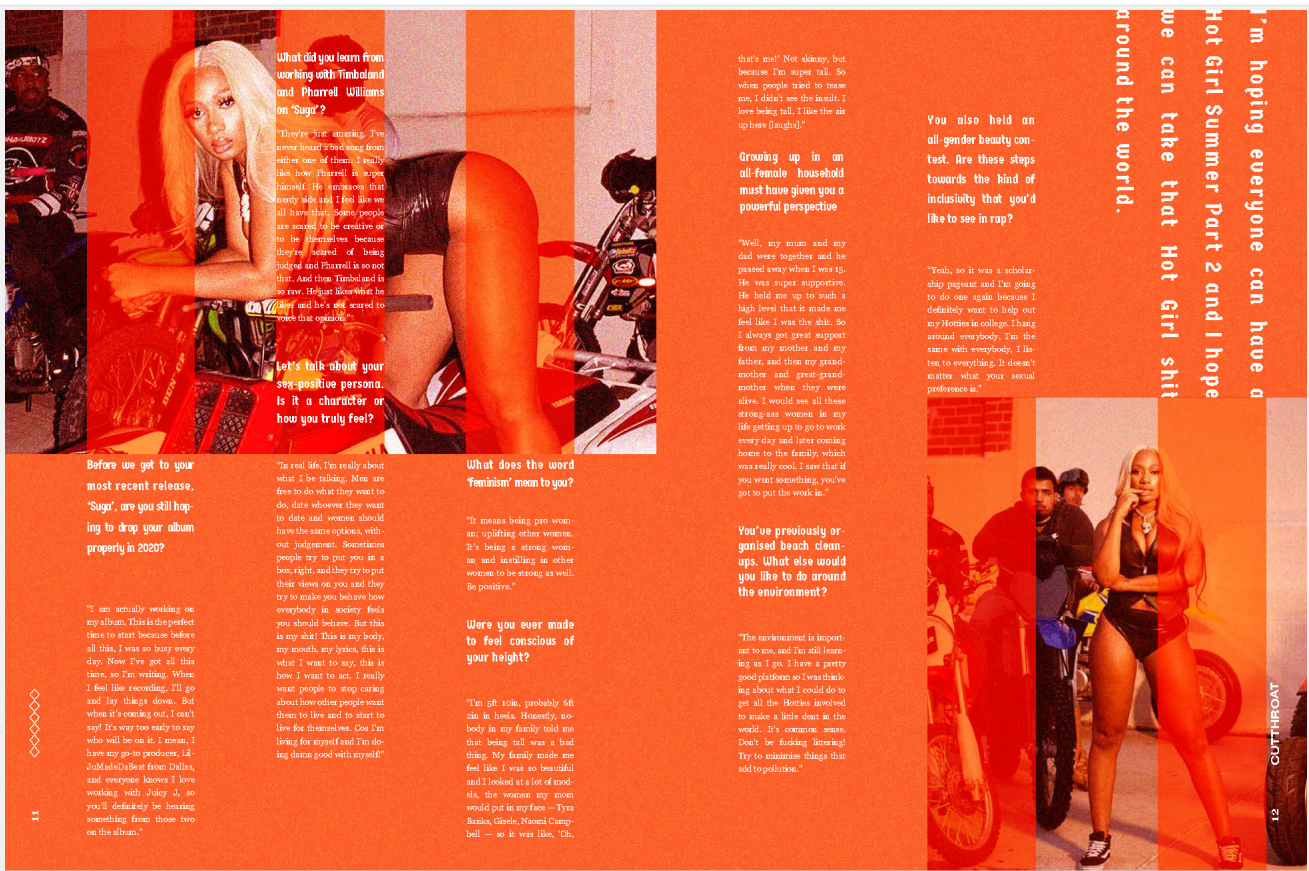 Before we get to your
most recent release,
‘Suga’, are you still hop-
ing to drop your album
properly in 2020?
"I am actually working on
my album. This is the perfect
time to start because before
all this, I was so busy every
day. Now I've got all this
time, so I'm writing. When
I feel like recording, I'll go
and lay things down. But
when it's coming out, I can't
say! It's way too early to say
who will be on it. I mean, I
have my go-to producer, Lil-
JuMadeDaBeat from Dallas,
and everyone knows I love
working with Juicy J, so
you'll definitely be hearing
something from those two
on the album."
What did you learn from
working with Timbaland
and Pharrell Williams
on ‘Suga’?
"They're just amazing. I've
never heard a bad song from
either one of them. I really
like how Pharrell is super
himself. He embraces that
nerdy side and I feel like we
all have that. Some people
are scared to be creative or
to be themselves because
they're scared of being
judged and Pharrell is so not
that. And then Timbaland is
so raw. He just likes what he
likes and he's not scared to
voice that opinion."
Let's talk about your
sex-positive persona.
Is it a character or
how you truly feel?
"In real life, I'm really about
what I be talking. Men are
free to do what they want to
do, date whoever they want
to date and women should
have the same options, with-
out judgement. Sometimes
people try to put you in a
box, right, and they try to put
their views on you and they
try to make you behave how
everybody in society feels
you should behave. But this
is my shit! This is my body,
my mouth, my lyrics, this is
what I want to say, this is
how I want to act. I really
want people to stop caring
about how other people want
them to live and to start to
live for themselves. Cos I'm
living for myself and I'm do-
ing damn good with myself!"
YAMAHA
What does the word
‘feminism’ mean to you?
"It means being pro-wom-
an; uplifting other women.
It's being a strong wom-
an and instilling in other
women to be strong as well.
Be positive."
Were you ever made
to feel conscious of
your height?
"I'm 5ft 10in, probably 6ft
2in in heels. Honestly, no-
body in my family told me
that being tall was a bad
thing. My family made me
feel like I was so beautiful
and I looked at a lot of mod-
els, the women my mom
would put in my face — Tyra
Banks, Gisele, Naomi Camp-
bell — so it was like, 'Oh,
11
that's me!' Not skinny, but
because I'm super tall. So
when people tried to tease
me, I didn't see the insult. I
love being tall, I like the air
up here [laughs]."
Growing up in an
all-female household
must have given you a
powerful perspective
"Well, my mum and my
dad were together and he
passed away when I was 15.
He was super supportive.
He held me up to such a
high level that it made me
feel like I was the shit. So
I always got great support
from my mother and my
father, and then my grand-
mother and great-grand-
mother when they were
alive. I would see all these
strong-ass women in my
life getting up to go to work
every day and later coming
home to the family, which
was really cool. I saw that if
you want something, you've
got to put the work in."
You've previously or-
ganised beach clean-
ups. What else would
you like to do around
the environment?
"The environment is import-
ant to me, and I'm still learn-
ing as I go. I have a pretty
good platform so I was think-
ing about what I could do to
get all the Hotties involved
to make a little dent in the
world. It's common sense.
Don't be fucking littering!
Try to minimise things that
add to pollution."
You also held an
all-gender beauty con-
test. Are these steps
towards the kind of
inclusivity that you'd
like to see in rap?
"Yeah, so it was a scholar-
ship pageant and I'm going
to do one again because I
definitely want to help out
my Hotties in college. I hang
around everybody, I'm the
same with everybody, I lis-
ten to everything. It doesn't
matter what your sexual
preference is."
I'm hoping everyone can have a
Hot Girl Summer Part 2 and I hope
we can take that Hot Girl shit
around the world.
CUTTHROAT
12